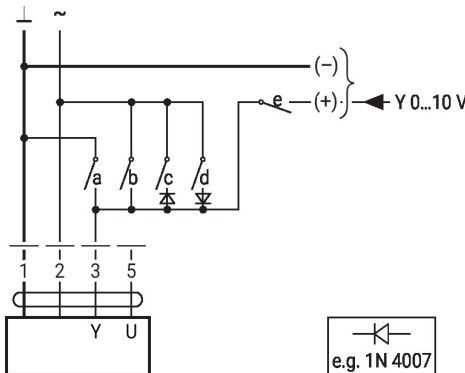 ⊥ ~
(–)
e (+) Y 0...10 V
a b c d
1 2 3 5
Y U
e.g. 1N 4007